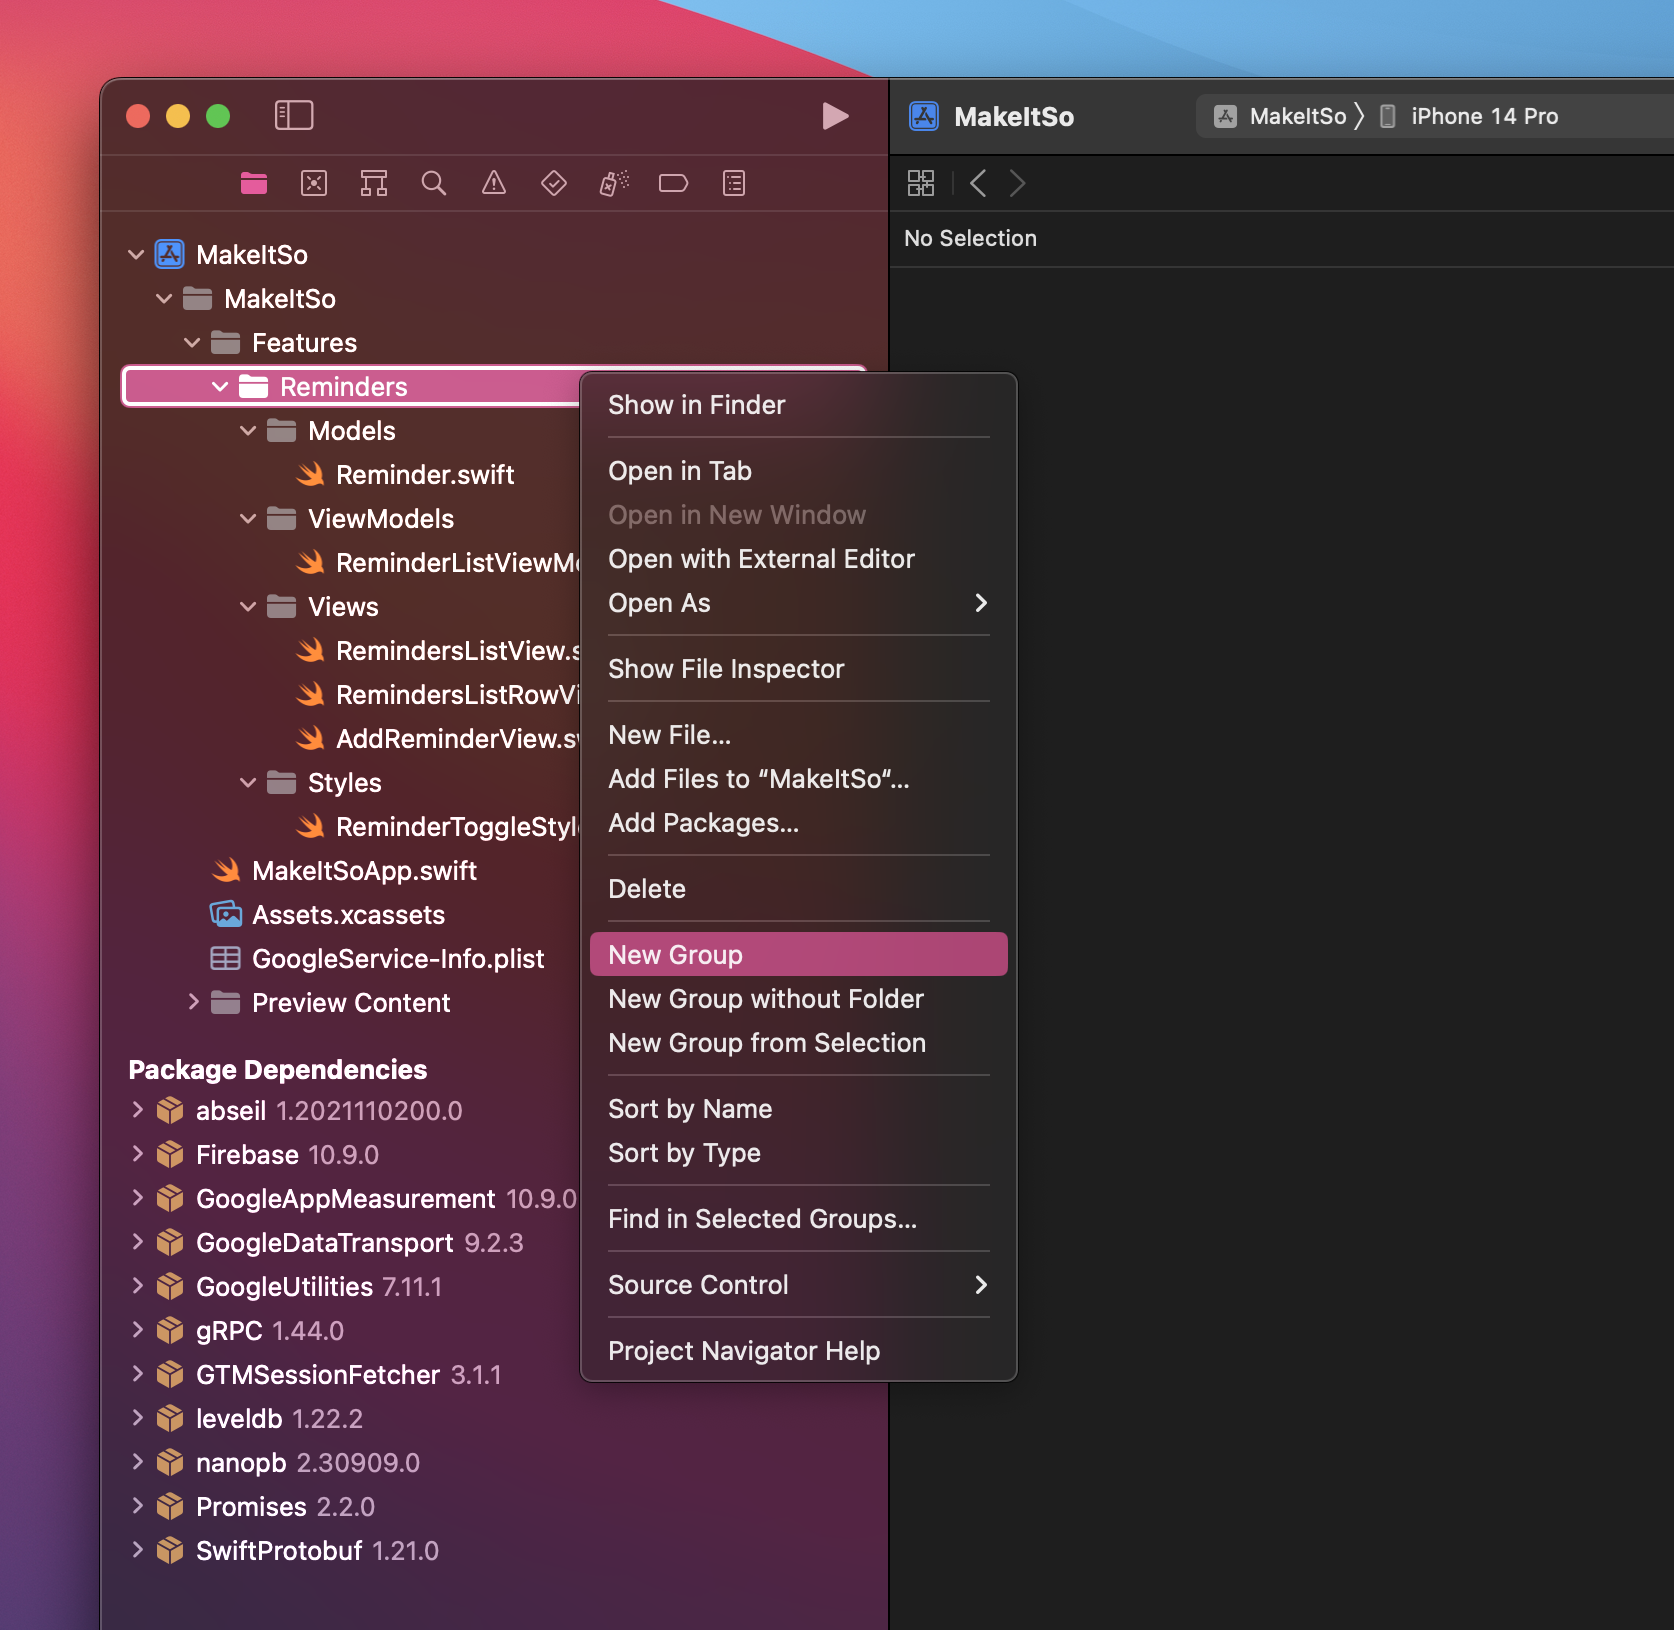 MakeItSo
MakeItSo
iPhone 14 Pro
No Selection
MakeItSo
MakeItSo
Features
Reminders
Models
Reminder.swift
ViewModels
ReminderListViewMo
Views
RemindersListView.s
RemindersListRowVi
AddReminderView.sw
Styles
ReminderToggleStyle
MakeItSoApp.swift
Assets.xcassets
GoogleService-Info.plist
Preview Content
Package Dependencies
abseil 1.2021110200.0
Firebase 10.9.0
GoogleAppMeasurement 10.9.0
GoogleDataTransport 9.2.3
GoogleUtilities 7.11.1
gRPC 1.44.0
GTMSessionFetcher 3.1.1
leveldb 1.22.2
nanopb 2.30909.0
Promises 2.2.0
SwiftProtobuf 1.21.0
Show in Finder
Open in Tab
Open in New Window
Open with External Editor
Open As
Show File Inspector
New File...
Add Files to “MakeItSo“...
Add Packages...
Delete
New Group
New Group without Folder
New Group from Selection
Sort by Name
Sort by Type
Find in Selected Groups...
Source Control
Project Navigator Help